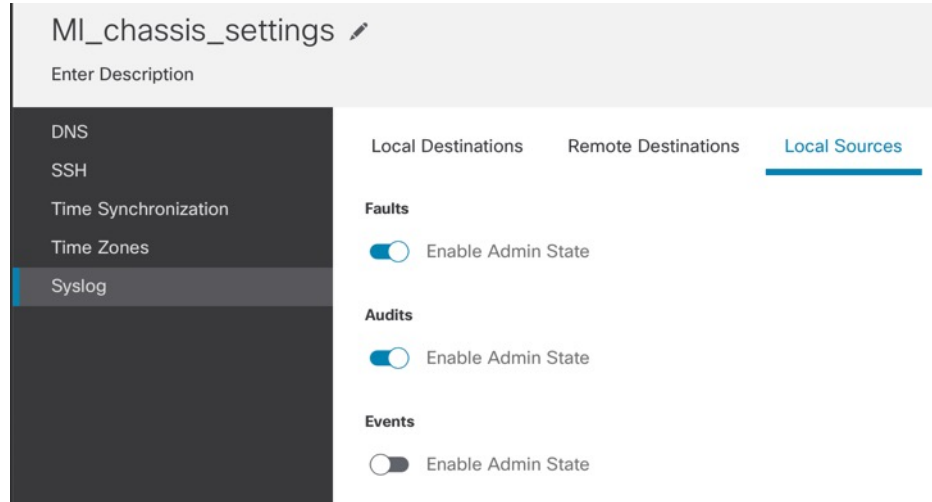 MI_chassis_settings
Enter Description
DNS
SSH
Time Synchronization
Time Zones
Syslog
Local Destinations Remote Destinations Local Sources
Faults
Enable Admin State
Audits
Enable Admin State
Events
Enable Admin State